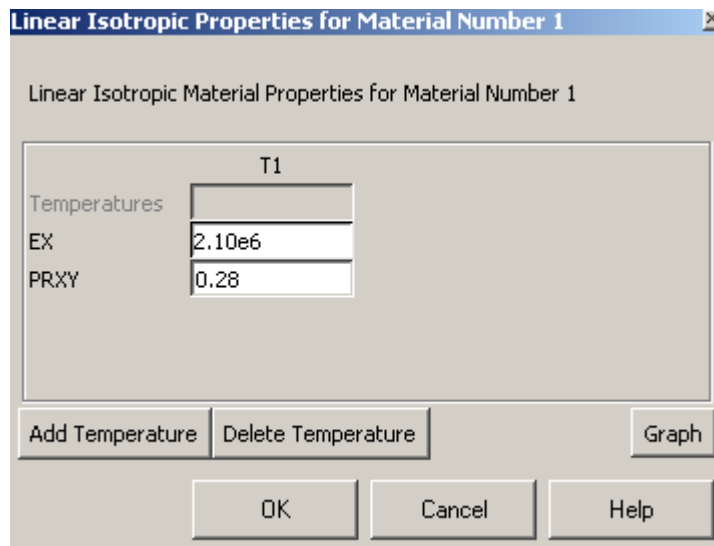 Linear Isotropic Properties for Material Number 1
Linear Isotropic Material Properties for Material Number 1
T1
Temperatures
EX 2.10e6
PRXY 0.28
Add Temperature Delete Temperature Graph
OK Cancel Help